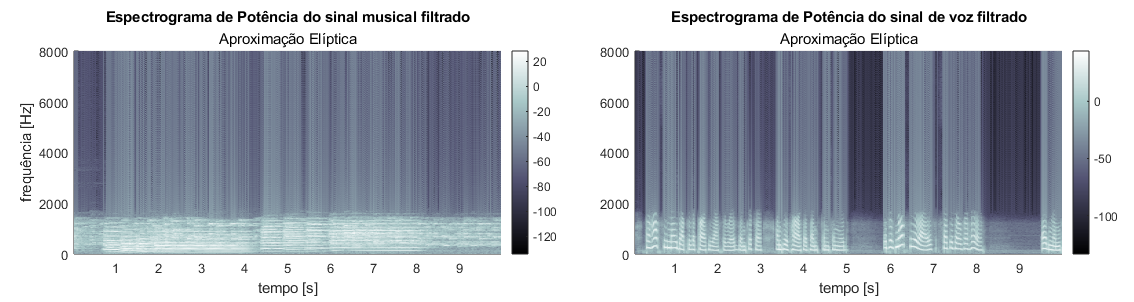 Espectrograma de Potência do sinal musical filtrado
Aproximação Elíptica
8000
6000
4000
2000
0
frequência [Hz]
1 2 3 4 5 6 7 8 9
tempo [s]
20
0
-20
-40
-60
-80
-100
-120
Espectrograma de Potência do sinal de voz filtrado
Aproximação Elíptica
8000
6000
4000
2000
0
1 2 3 4 5 6 7 8 9
tempo [s]
0
-50
-100